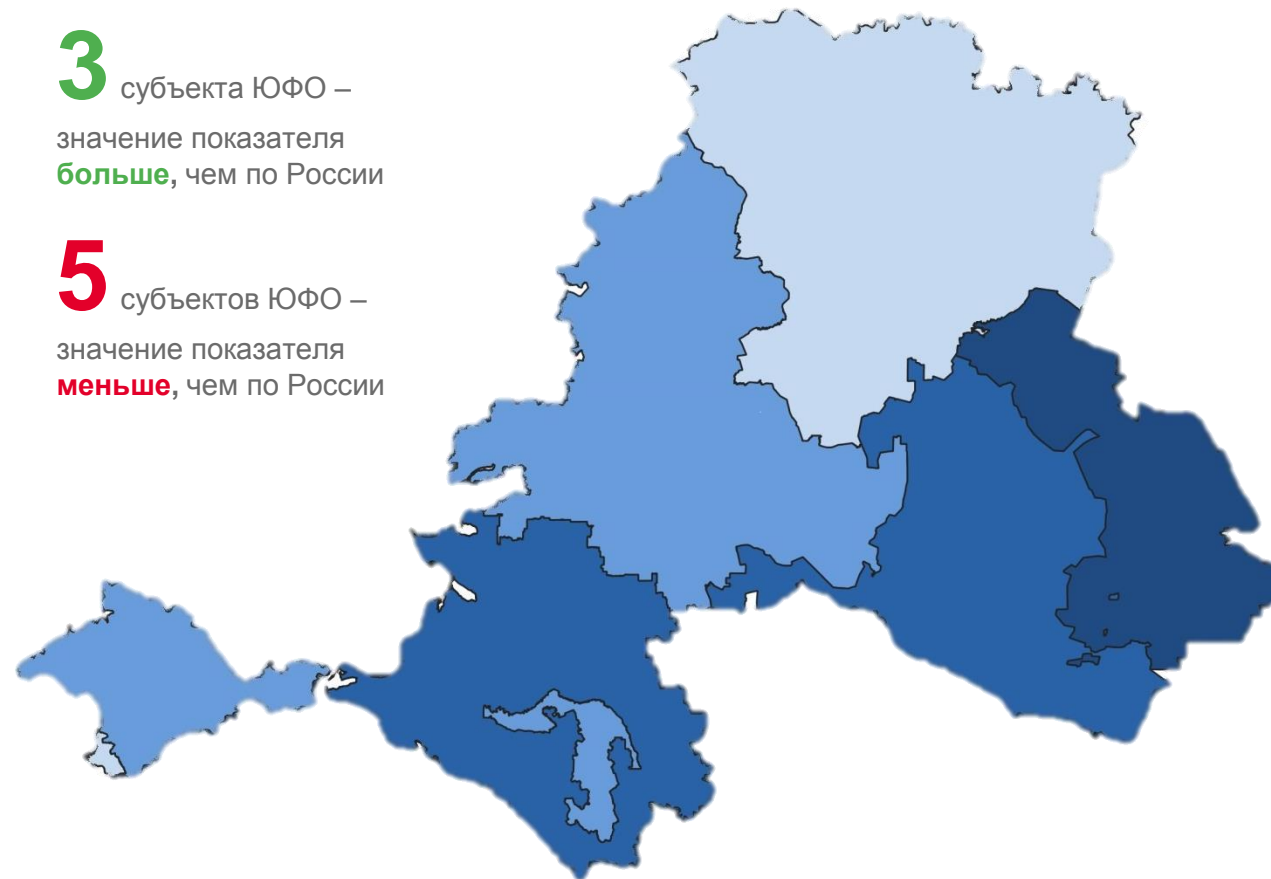 3 субъекта ЮФО –
значение показателя
больше, чем по России
5 субъектов ЮФО –
значение показателя
меньше, чем по России